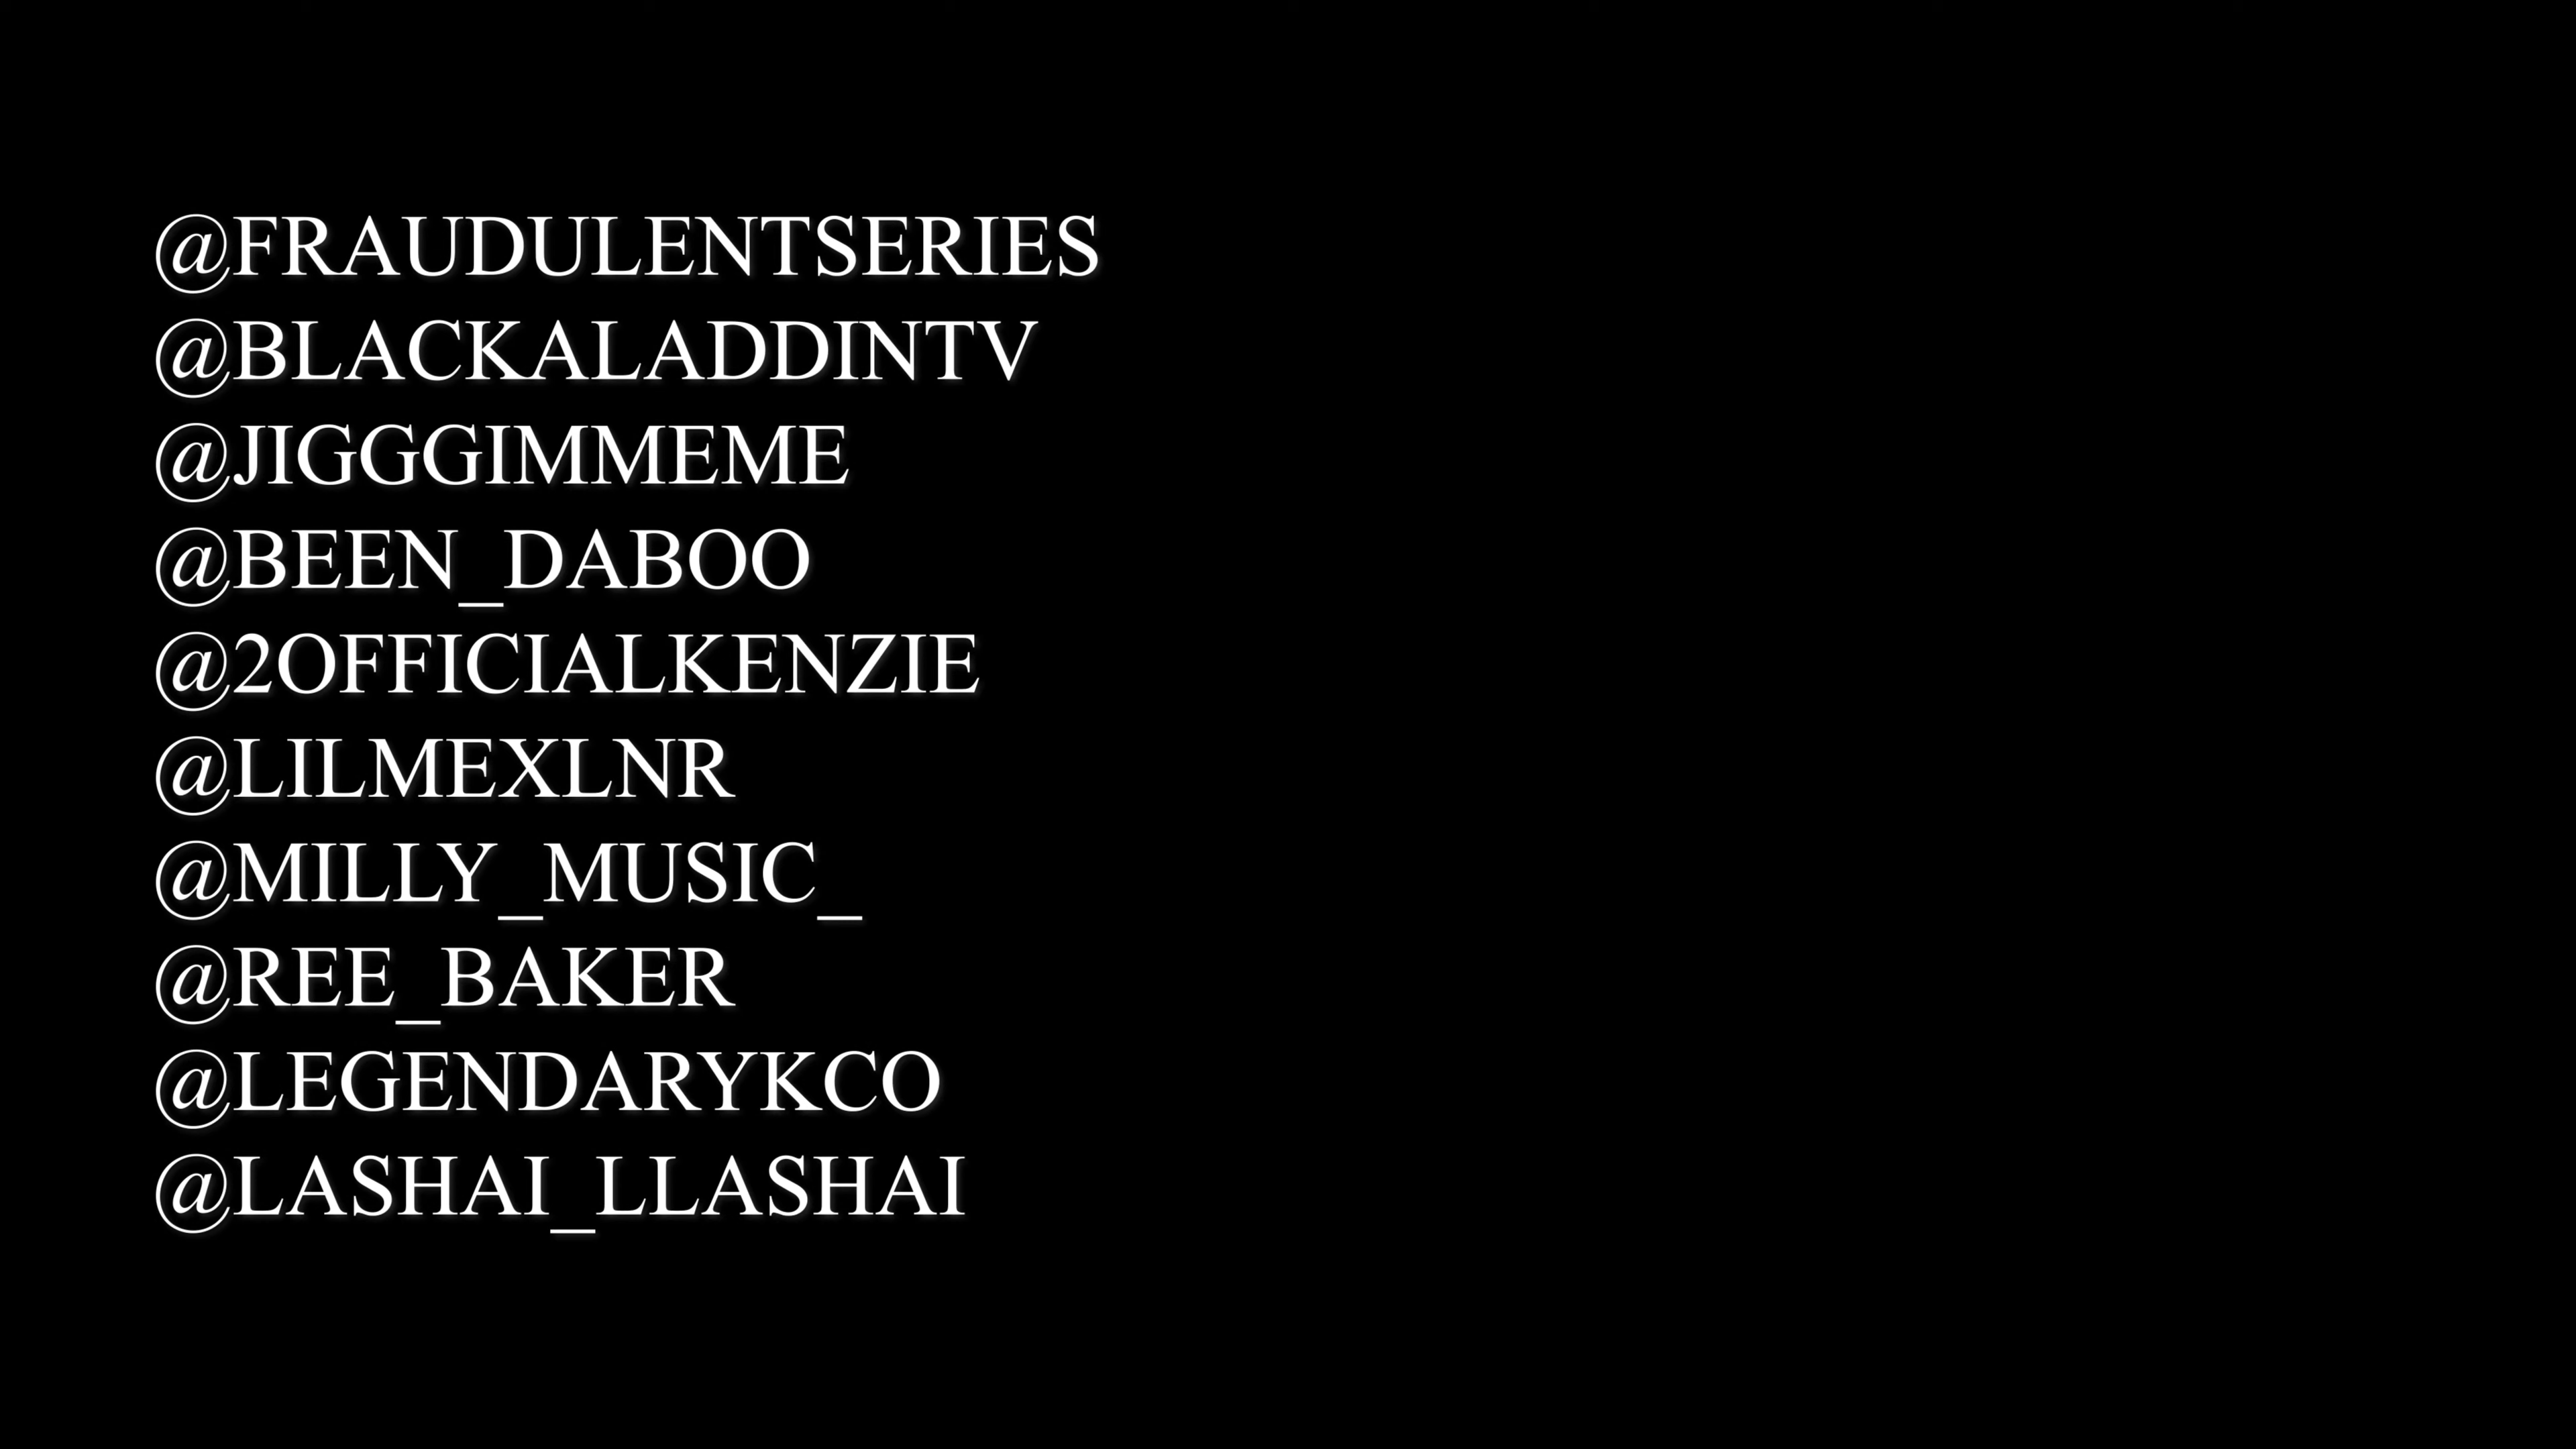 @FRAUDULENTSERIES
@BLACKALADDINTV
@JIGGGIMMEME
@BEEN_DABOO
@2OFFICIALKENZIE
@LILMEXLNR
@MILLY_MUSIC_
@REE_BAKER
@LEGENDARYKCO
@LASHAI_LLASHAI